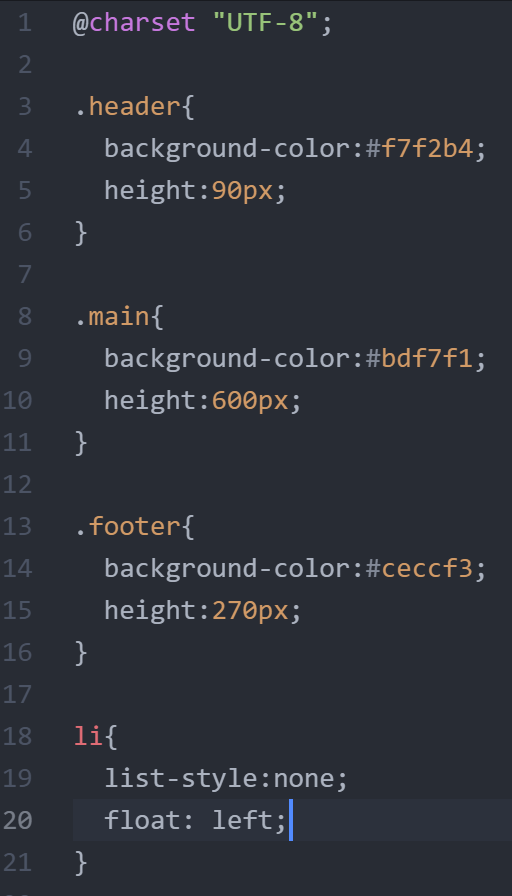 1 @charset "UTF-8";
2
3 .header{
4 background-color:#f7f2b4;
5 height:90px;
6 }
7
8 .main{
9 background-color:#bdf7f1;
10 height:600px;
11 }
12
13 .footer{
14 background-color:#ceccf3;
15 height:270px;
16 }
17
18 li{
19 list-style:none;
20 float: left;
21 }